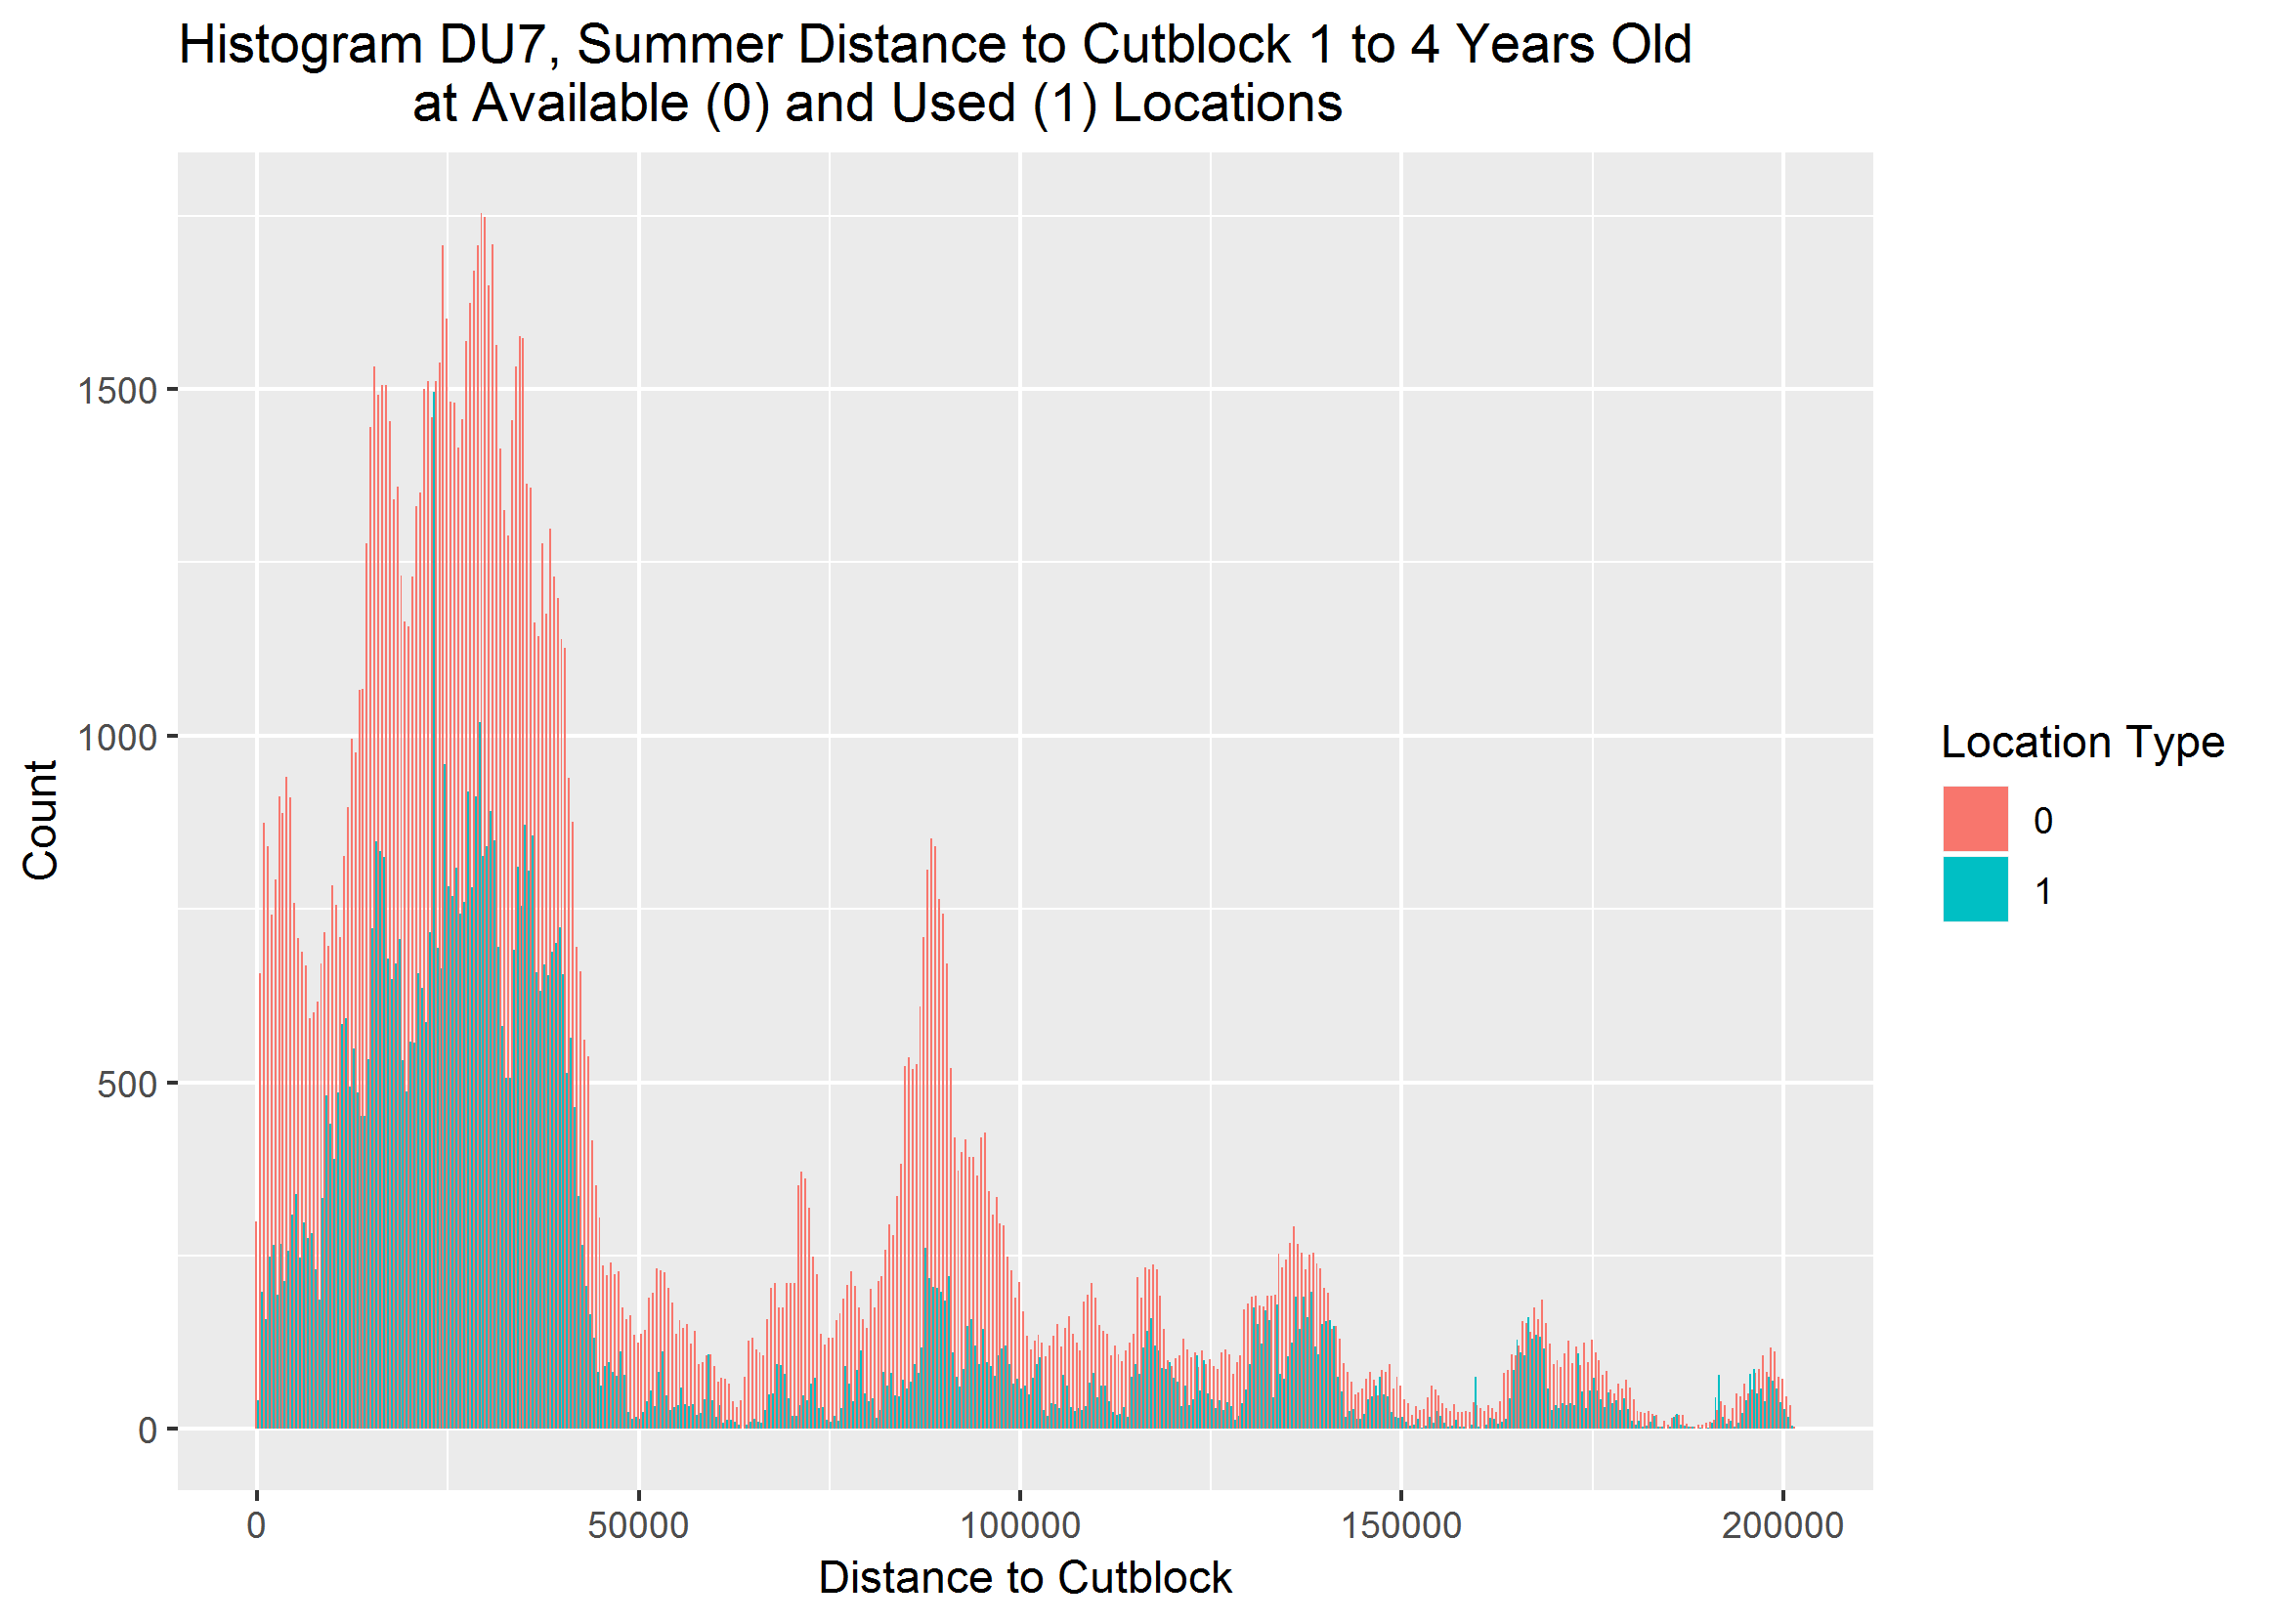 Histogram DU7, Summer Distance to Cutblock 1 to 4 Years Old
at Available (0) and Used (1) Locations
1500
1000
500
0
Count
0 50000 100000 150000 200000
Distance to Cutblock
Location Type
0
1